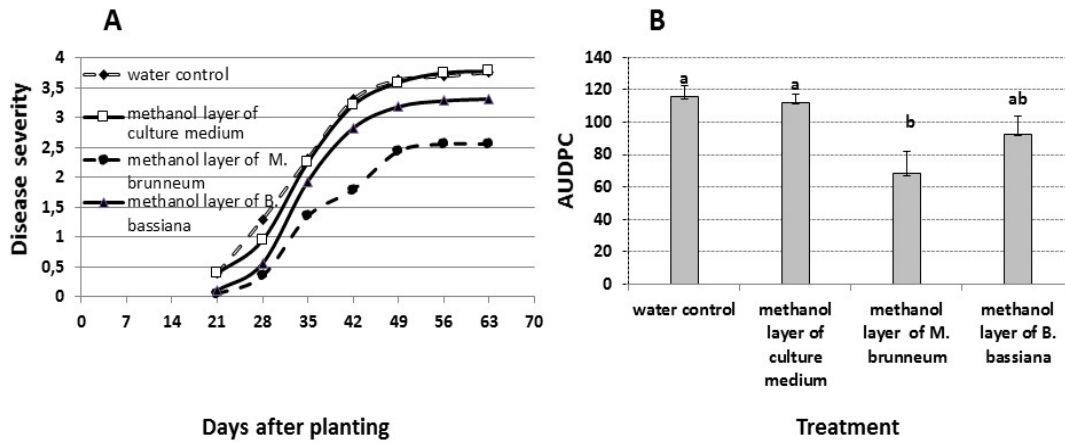 A
Disease severity
4
3,5
3
2,5
2
1,5
1
0,5
0
water control
methanol layer of
culture medium
methanol layer of M.
brunneum
methanol layer of B.
bassiana
0 7 14 21 28 35 42 49 56 63 70
Days after planting
B
AUDPC
140
120
100
80
60
40
20
0
a
a
b
ab
water control
methanol
layer of
culture
medium
methanol
layer of M.
brunneum
methanol
layer of B.
bassiana
Treatment